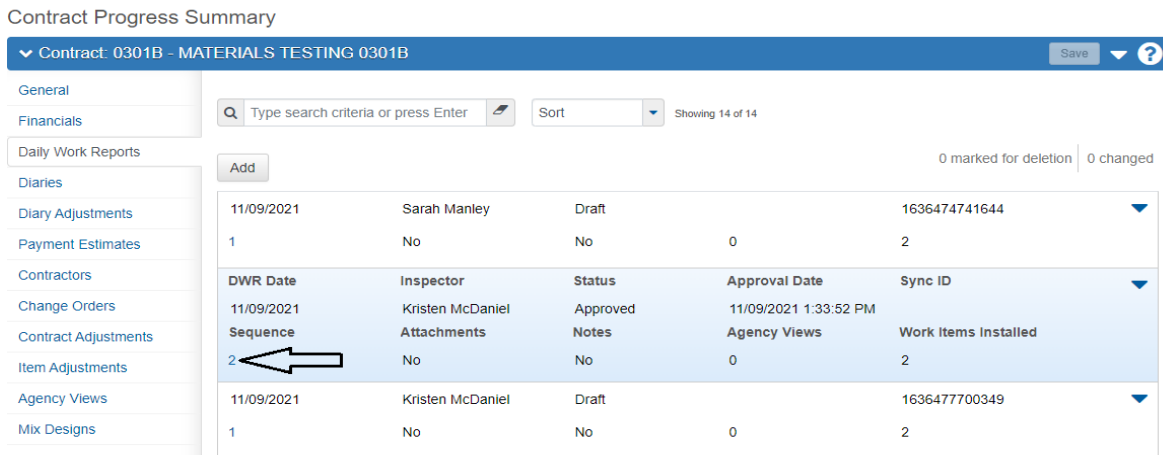 Contract Progress Summary
Contract: 0301B - MATERIALS TESTING 0301B Save ?
General
Financials
Daily Work Reports
Diaries
Diary Adjustments
Payment Estimates
Contractors
Change Orders
Contract Adjustments
Item Adjustments
Agency Views
Mix Designs
Type search criteria or press Enter Sort Showing 14 of 14
Add 0 marked for deletion 0 changed
11/09/2021 Sarah Manley Draft 1636474741644
1 No No 0 2
DWR Date Inspector Status Approval Date Sync ID
11/09/2021 Kristen McDaniel Approved 11/09/2021 1:33:52 PM
Sequence Attachments Notes Agency Views Work Items Installed
2 No No 0 2
11/09/2021 Kristen McDaniel Draft 1636477700349
1 No No 0 2